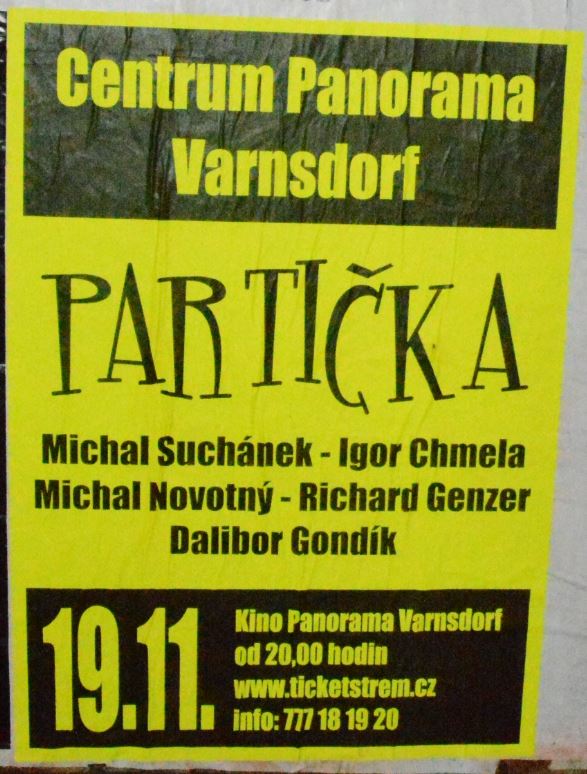 Centrum Panorama
Varnsdorf
PARTIČKA
Michal Suchánek - Igor Chmela
Michal Novotný - Richard Genzer
Dalibor Gondík
19.11.
Kino Panorama Varnsdorf
od 20,00 hodin
www.ticketstrem.cz
info: 777 18 19 20